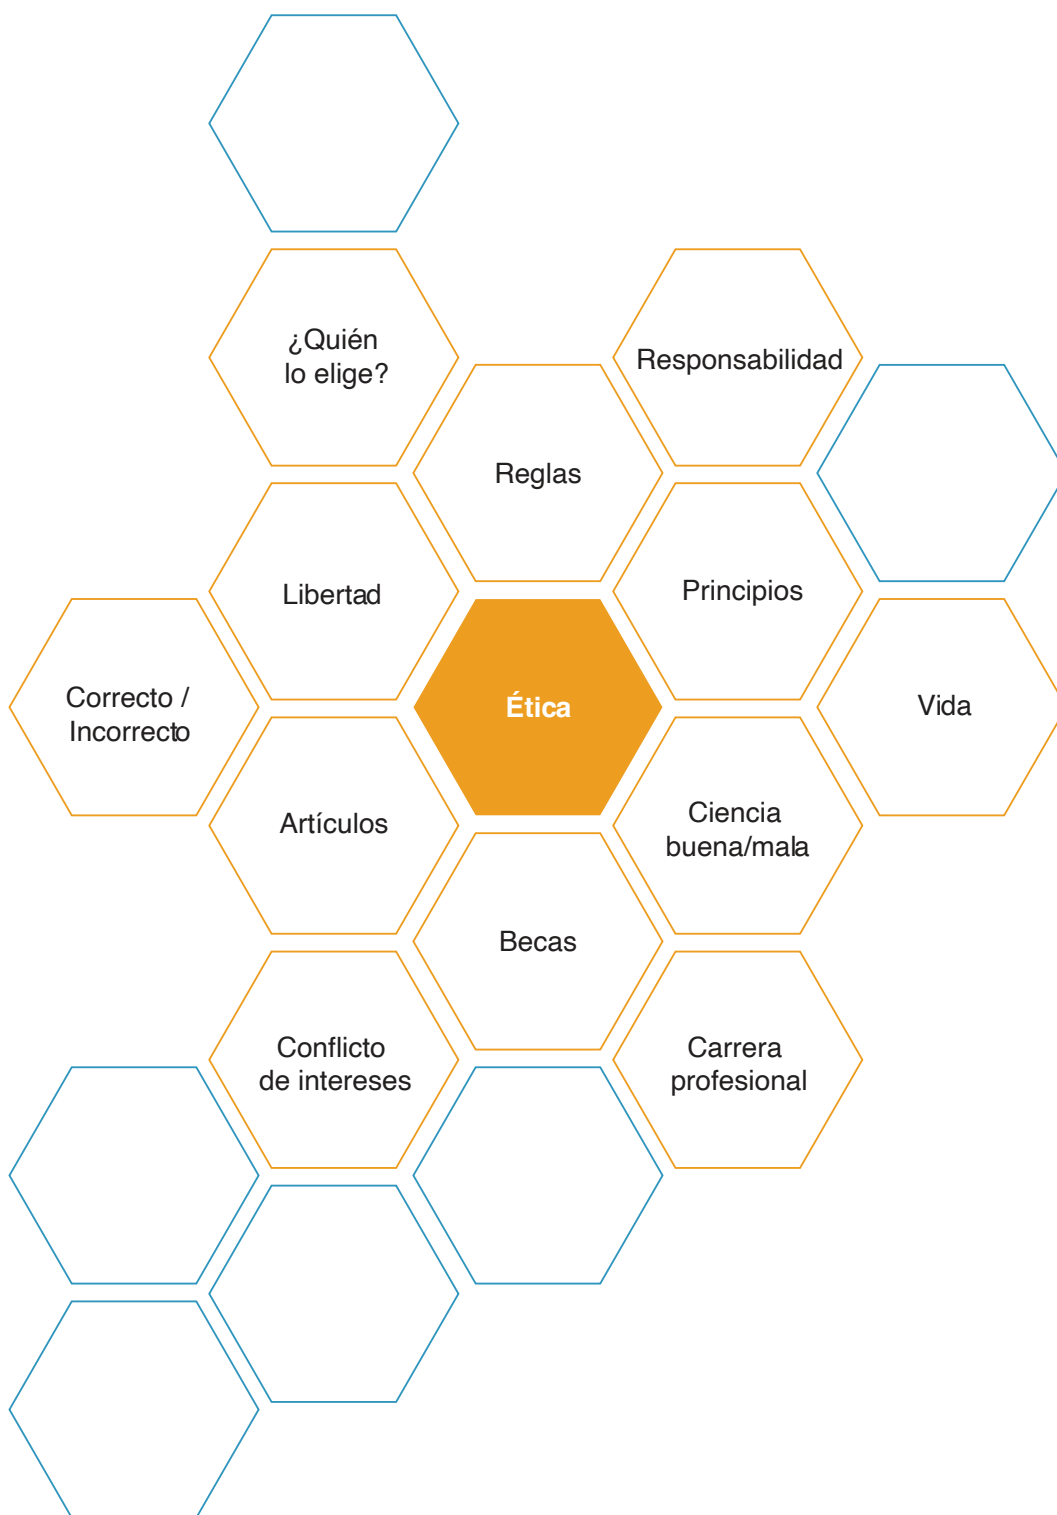 ¿Quién
lo elige?
Responsabilidad
Reglas
Libertad
Principios
Correcto /
Incorrecto
Ética
Vida
Artículos
Ciencia
buena/mala
Becas
Conflicto
de intereses
Carrera
profesional